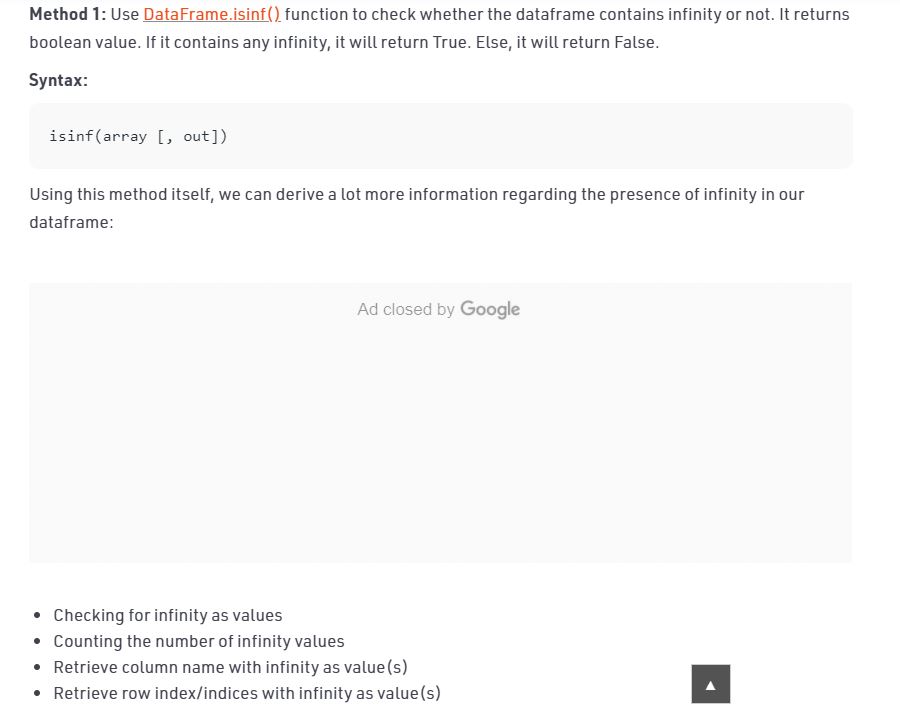 Method 1: Use DataFrame.isinf() function to check whether the dataframe contains infinity or not. It returns
boolean value. If it contains any infinity, it will return True. Else, it will return False.
Syntax:
isinf(array [, out])
Using this method itself, we can derive a lot more information regarding the presence of infinity in our
dataframe:
Ad closed by Google
• Checking for infinity as values
• Counting the number of infinity values
• Retrieve column name with infinity as value(s)
• Retrieve row index/indices with infinity as value(s)